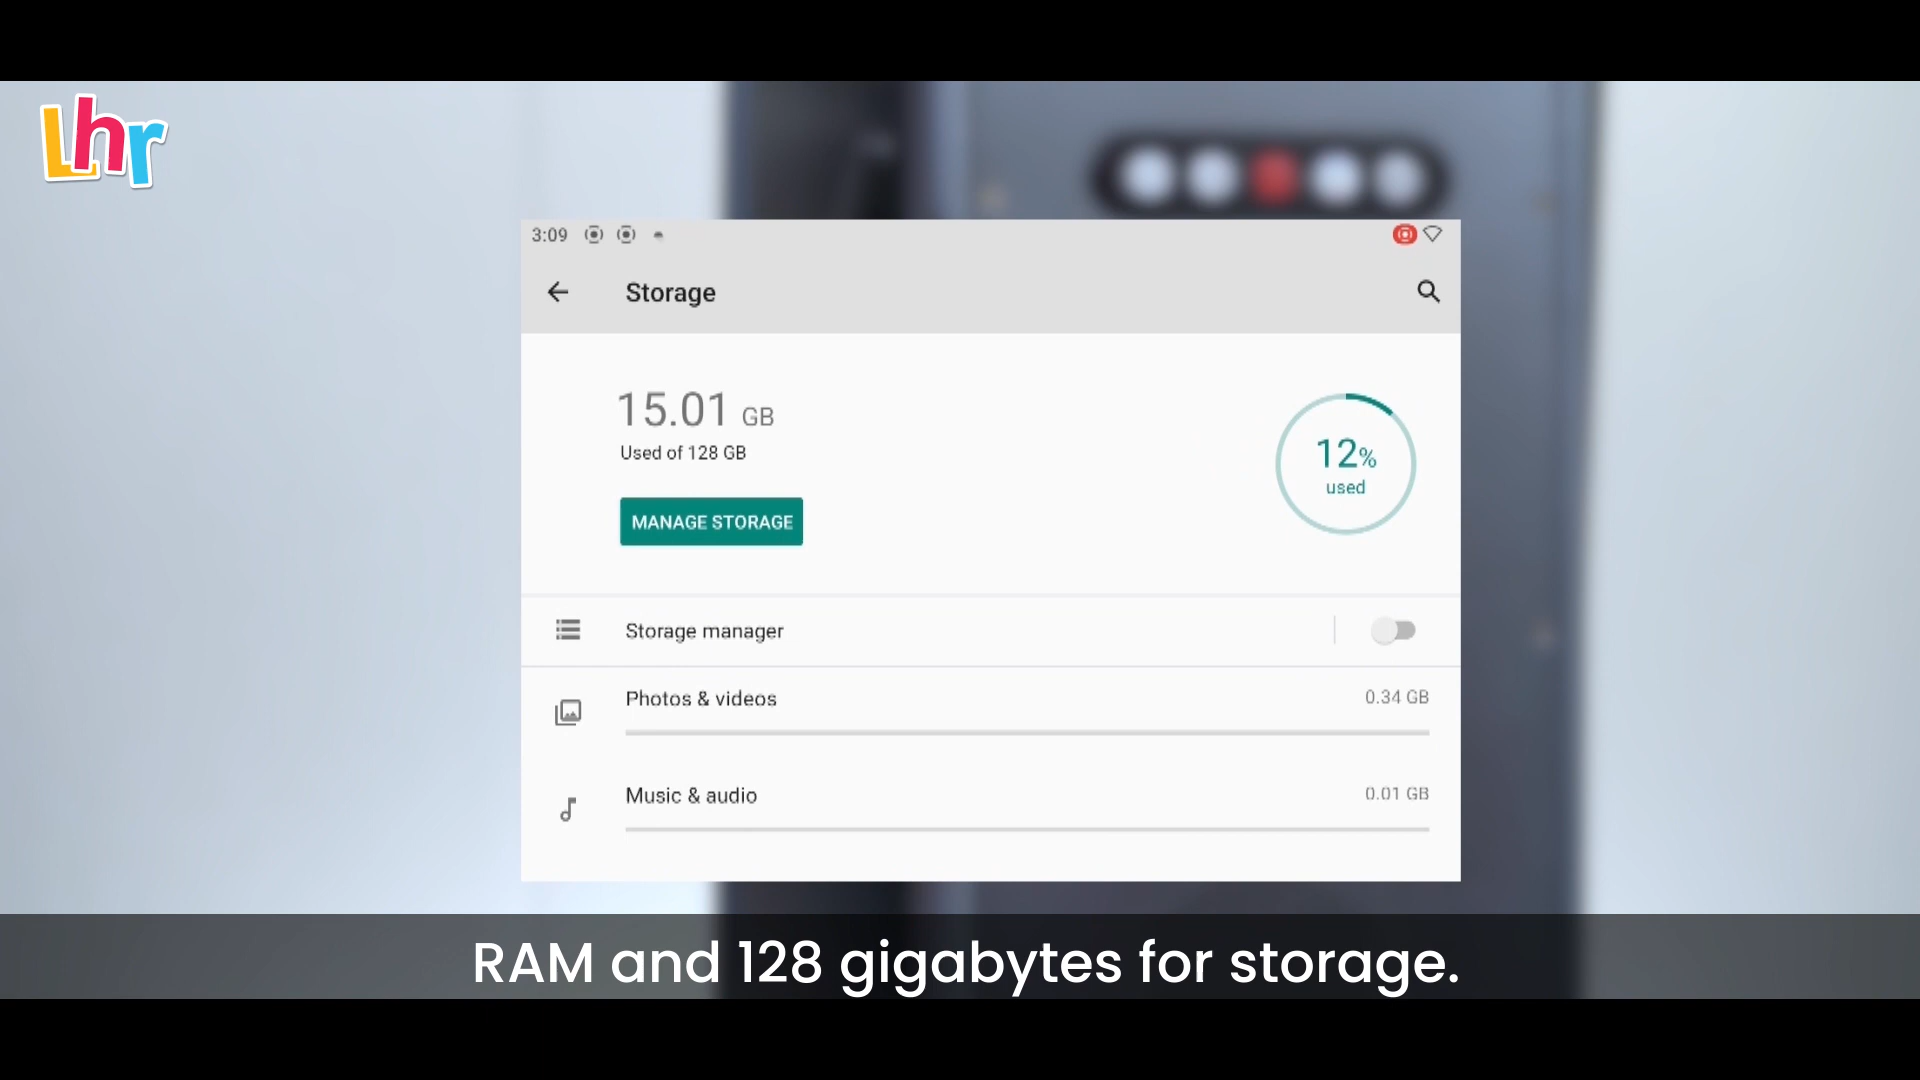 Lhr
3:09
Storage
15.01 GB
Used of 128 GB
12%
used
MANAGE STORAGE
Storage manager
Photos & videos
0.34 GB
Music & audio
0.01 GB
RAM and 128 gigabytes for storage.